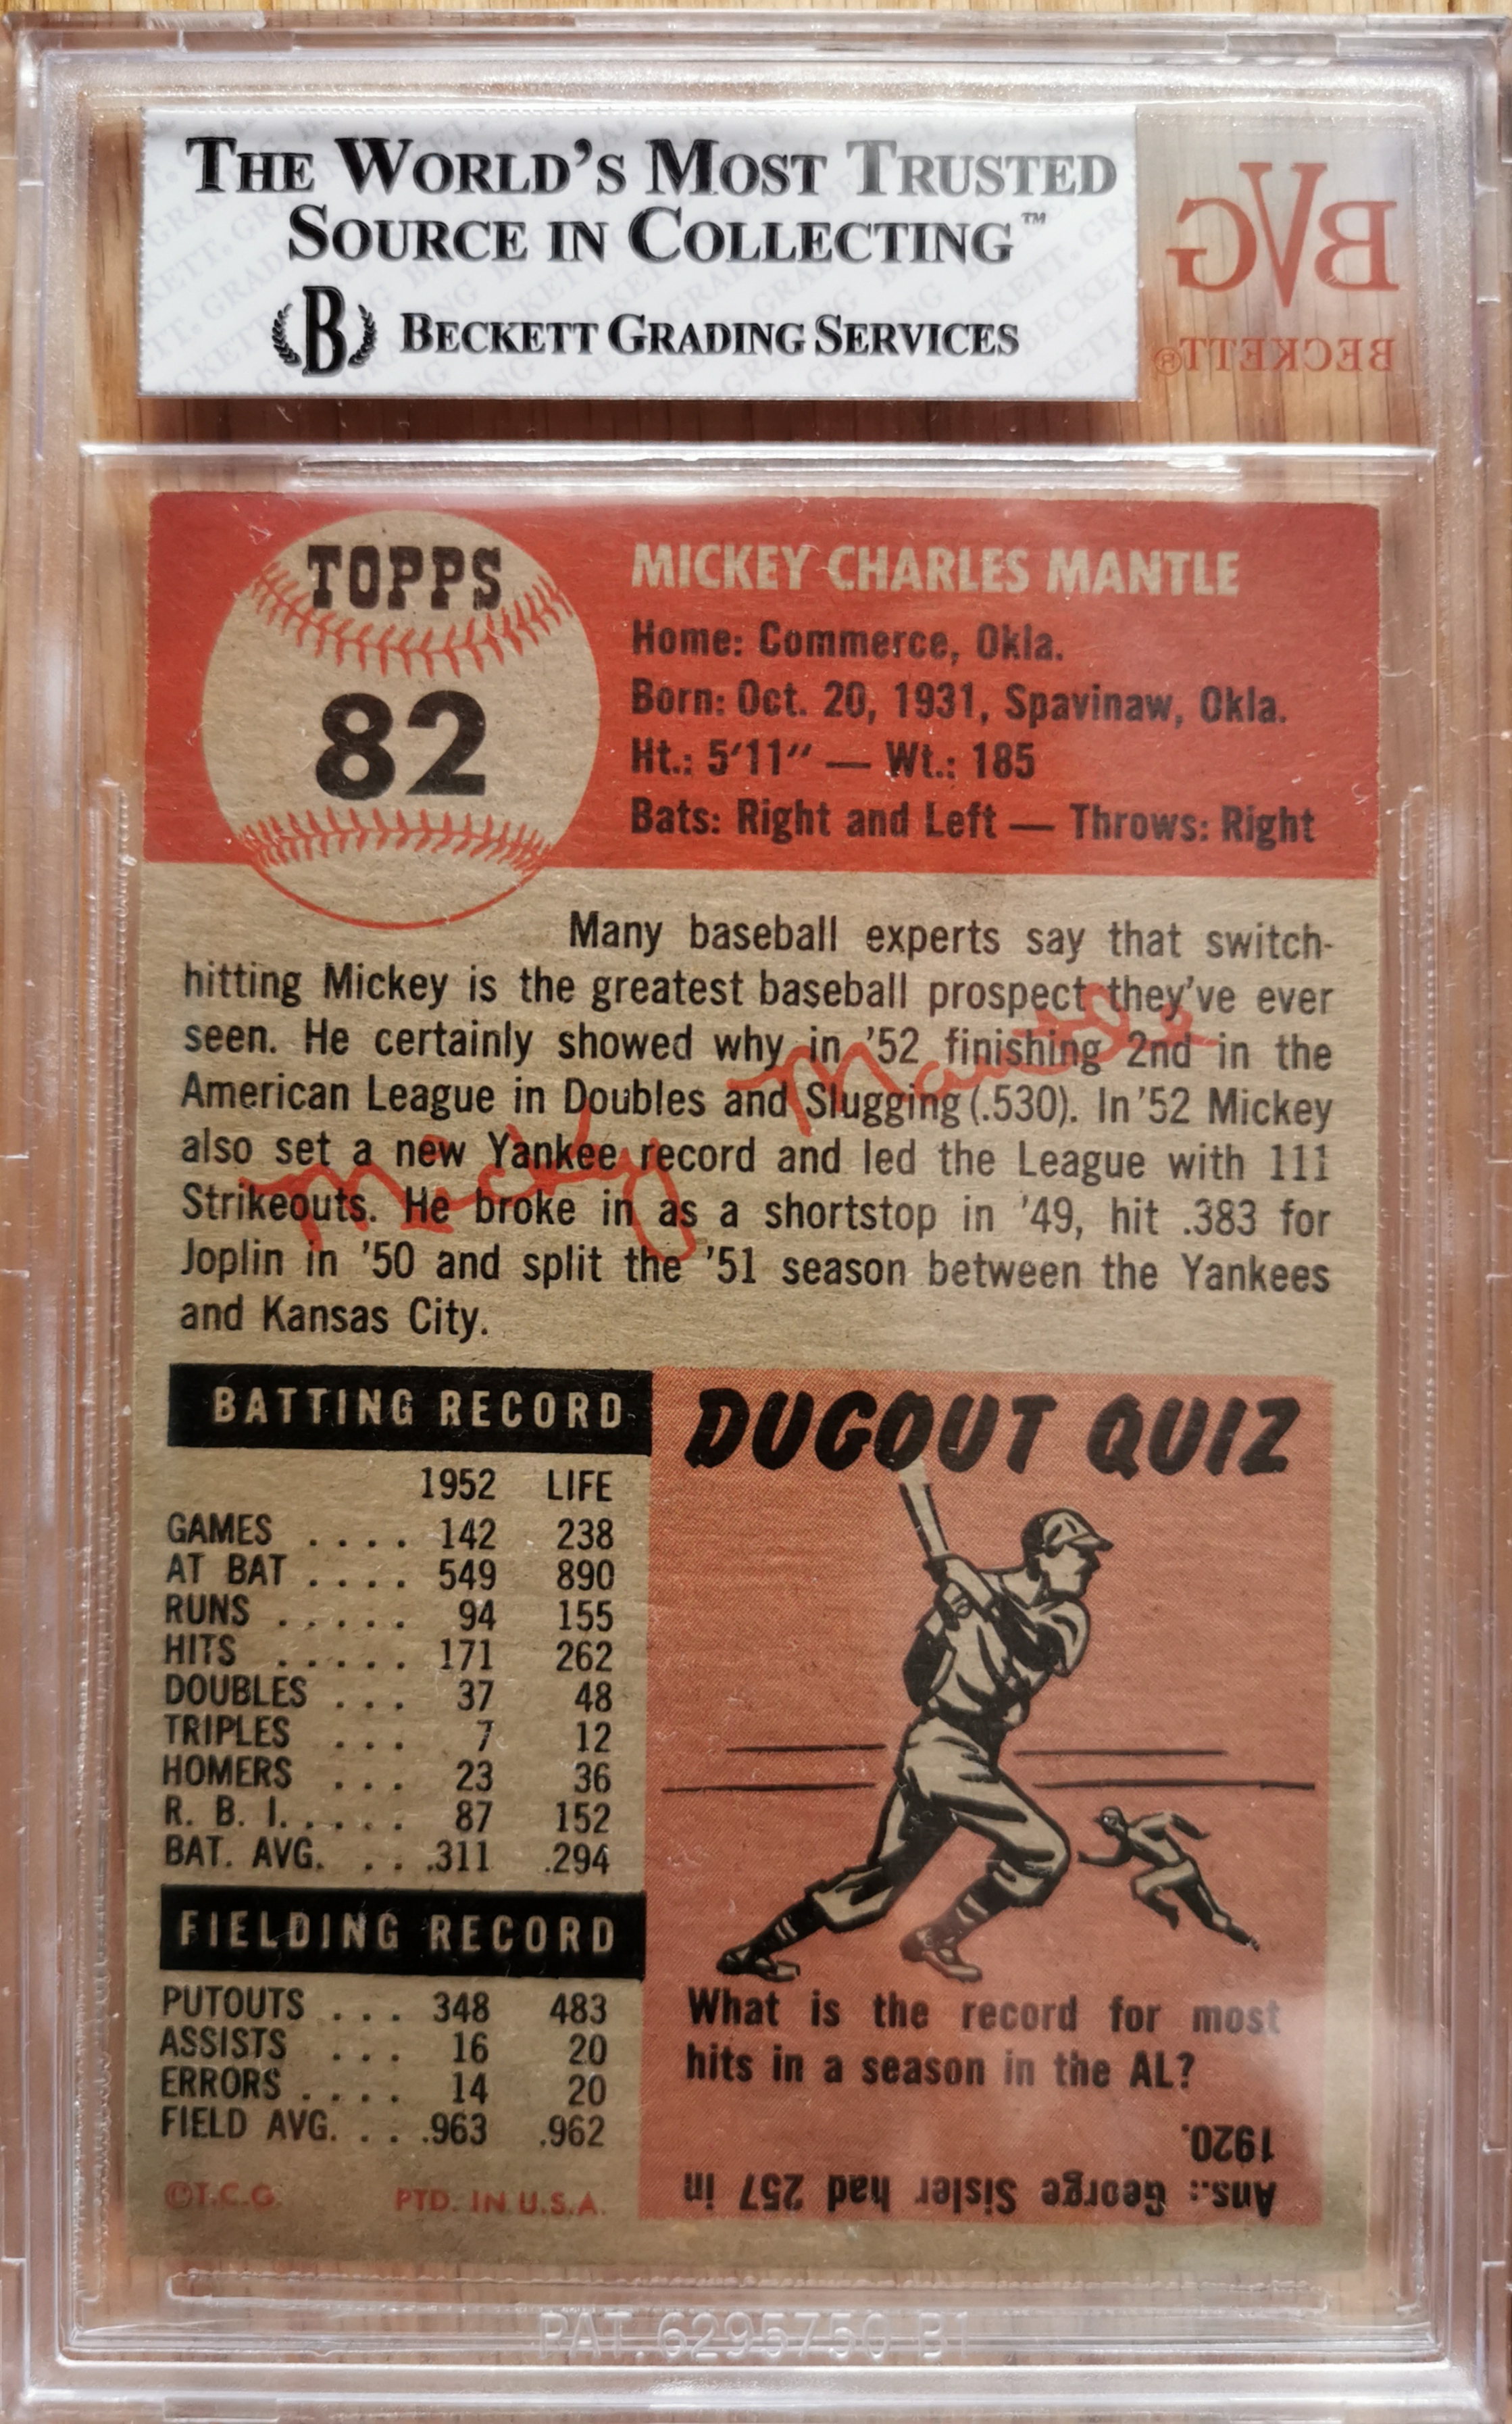 THE WORLD'S MOST TRUSTED
SOURCE IN COLLECTING™
B BECKETT GRADING SERVICES
BVG
BECKETT®
TOPPS
82
MICKEY CHARLES MANTLE
Home: Commerce, Okla.
Born: Oct. 20, 1931, Spavinaw, Okla.
Ht.: 5'11" — Wt.: 185
Bats: Right and Left — Throws: Right
Many baseball experts say that switch-
hitting Mickey is the greatest baseball prospect they've ever
seen. He certainly showed why in '52 finishing 2nd in the
American League in Doubles and Slugging (.530). In '52 Mickey
also set a new Yankee record and led the League with 111
Strikeouts. He broke in as a shortstop in '49, hit .383 for
Joplin in '50 and split the '51 season between the Yankees
and Kansas City.
Mickey Mantle
BATTING RECORD
1952 LIFE
GAMES .... 142 238
AT BAT .... 549 890
RUNS ..... 94 155
HITS ..... 171 262
DOUBLES ... 37 48
TRIPLES ... 7 12
HOMERS ... 23 36
R. B. I. .... 87 152
BAT. AVG. .. .311 .294
FIELDING RECORD
PUTOUTS ... 348 483
ASSISTS ... 16 20
ERRORS .... 14 20
FIELD AVG. .. .963 .962
©T.C.G. PTD. IN U.S.A.
DUGOUT QUIZ
What is the record for most
hits in a season in the AL?
Ans.: George Sisler had 257 in
1920.
PAT.6295750 B1